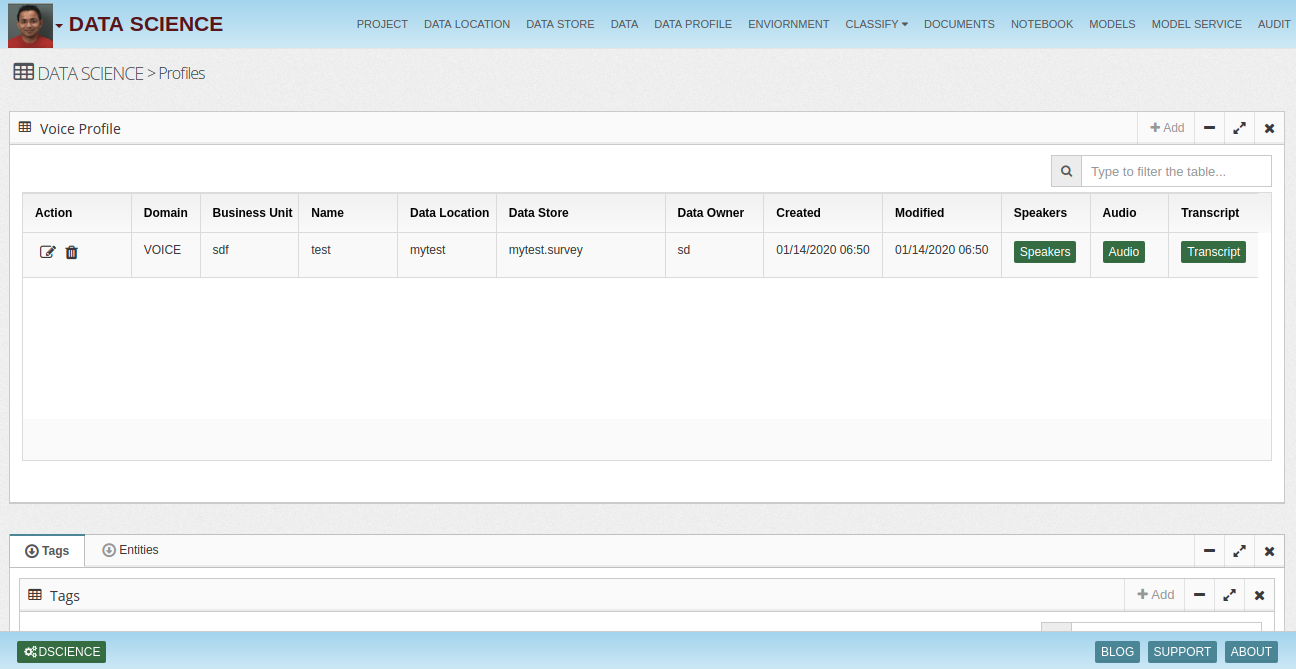 DATA SCIENCE PROJECT DATA LOCATION DATA STORE DATA DATA PROFILE ENVIORNMENT CLASSIFY DOCUMENTS NOTEBOOK MODELS MODEL SERVICE AUDIT
DATA SCIENCE > Profiles
Voice Profile Add
Type to filter the table...
Action Domain Business Unit Name Data Location Data Store Data Owner Created Modified Speakers Audio Transcript
VOICE sdf test mytest mytest.survey sd 01/14/2020 06:50 01/14/2020 06:50 Speakers Audio Transcript
Tags Entities
Tags Add
DSCIENCE BLOG SUPPORT ABOUT